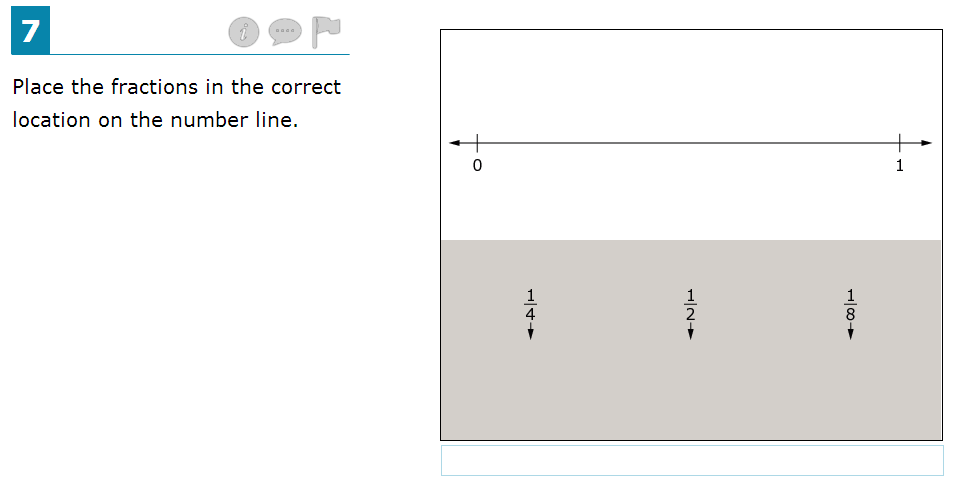 7
Place the fractions in the correct
location on the number line.
0 1
1/4 1/2 1/8